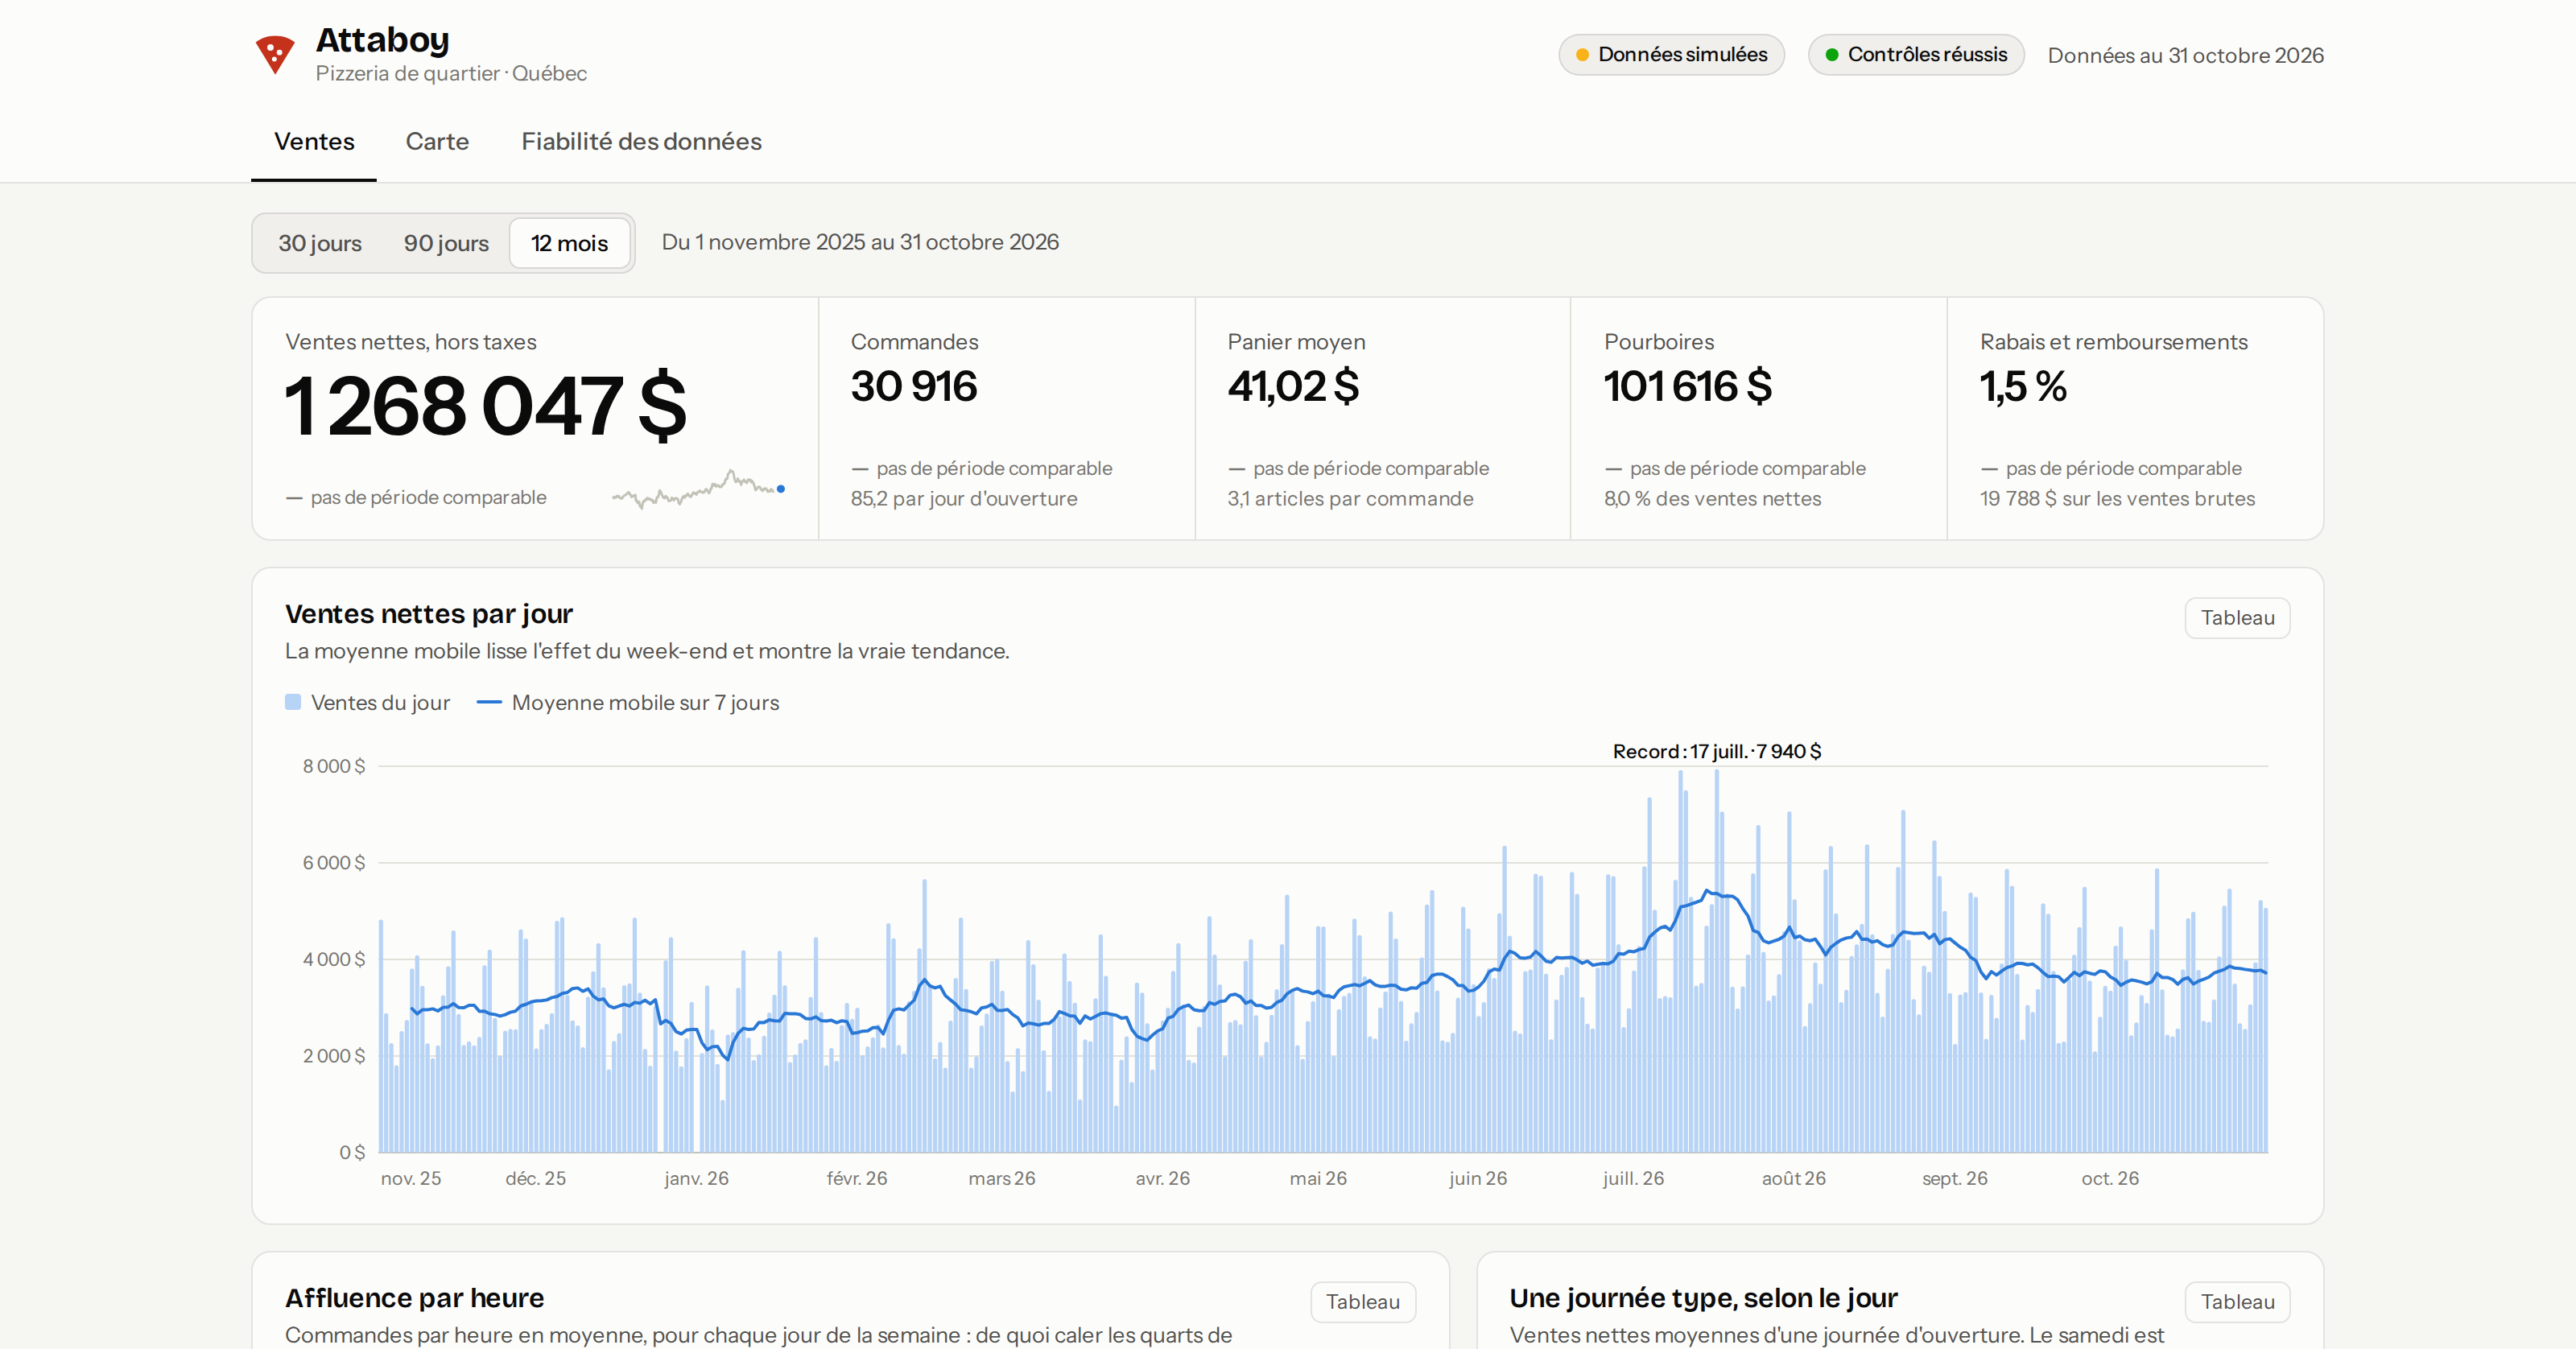 Attaboy
Pizzeria de quartier · Québec
Données simulées
Contrôles réussis
Données au 31 octobre 2026
Ventes
Carte
Fiabilité des données
30 jours
90 jours
12 mois
Du 1 novembre 2025 au 31 octobre 2026
Ventes nettes, hors taxes
1 268 047 $
— pas de période comparable
Commandes
30 916
— pas de période comparable
85,2 par jour d'ouverture
Panier moyen
41,02 $
— pas de période comparable
3,1 articles par commande
Pourboires
101 616 $
— pas de période comparable
8,0 % des ventes nettes
Rabais et remboursements
1,5 %
— pas de période comparable
19 788 $ sur les ventes brutes
Ventes nettes par jour
Tableau
La moyenne mobile lisse l'effet du week-end et montre la vraie tendance.
Ventes du jour
Moyenne mobile sur 7 jours
Record : 17 juill. · 7 940 $
8 000 $
6 000 $
4 000 $
2 000 $
0 $
nov. 25
déc. 25
janv. 26
févr. 26
mars 26
avr. 26
mai 26
juin 26
juill. 26
août 26
sept. 26
oct. 26
Affluence par heure
Tableau
Commandes par heure en moyenne, pour chaque jour de la semaine : de quoi caler les quarts de
Une journée type, selon le jour
Tableau
Ventes nettes moyennes d'une journée d'ouverture. Le samedi est